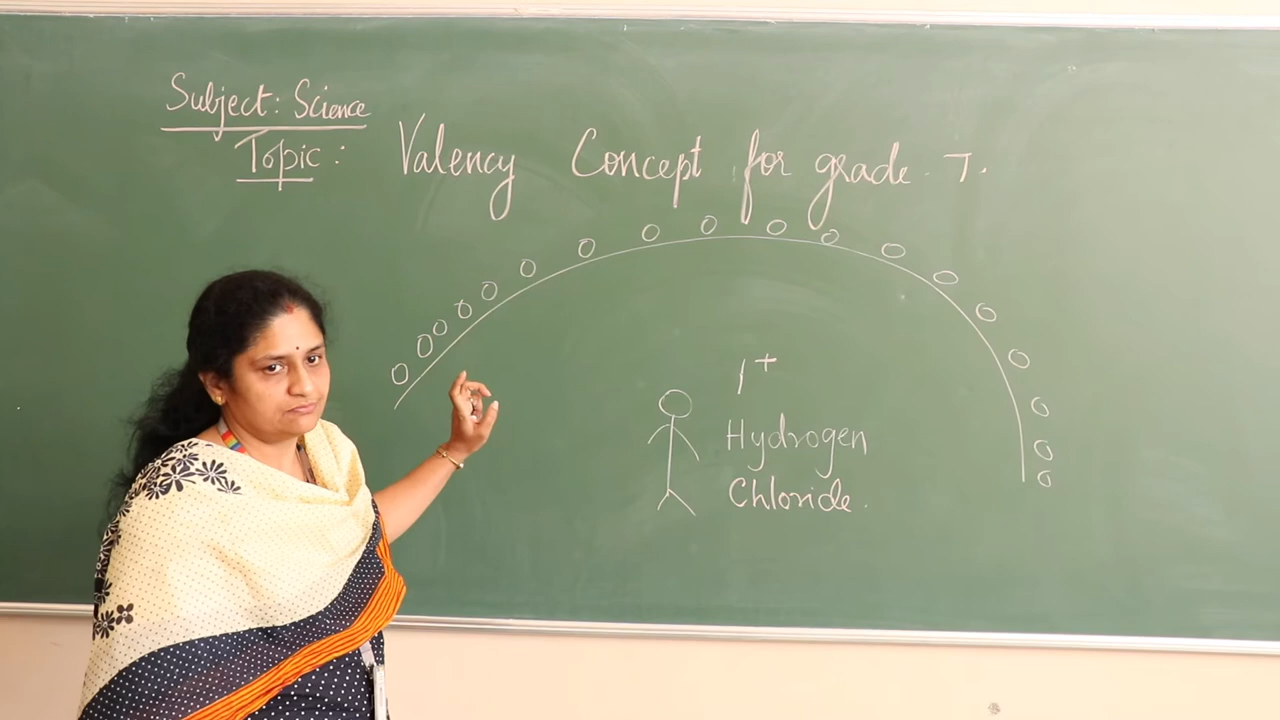 Subject: Science
Topic: Valency Concept for grade 7.
1+
Hydrogen
Chloride.